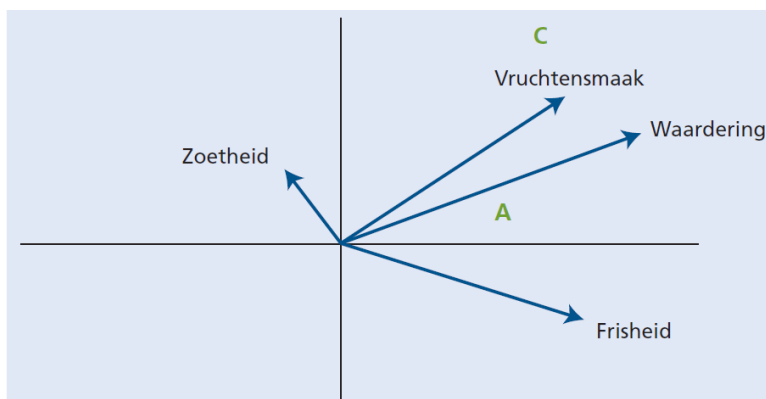 C
Vruchtensmaak
Waardering
Zoetheid
A
Frisheid